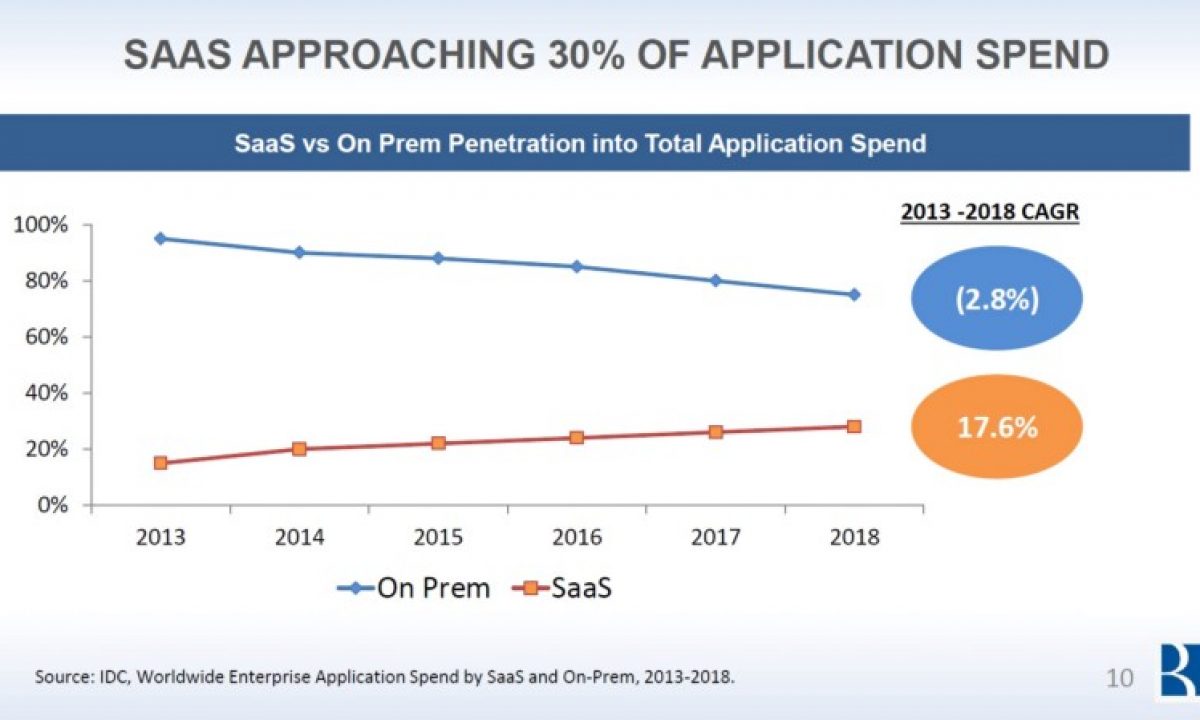 SAAS APPROACHING 30% OF APPLICATION SPEND
SaaS vs On Prem Penetration into Total Application Spend
2013 -2018 CAGR
100%
80%
60%
40%
20%
0%
(2.8%)
17.6%
2013 2014 2015 2016 2017 2018
On Prem SaaS
Source: IDC, Worldwide Enterprise Application Spend by SaaS and On-Prem, 2013-2018.
10